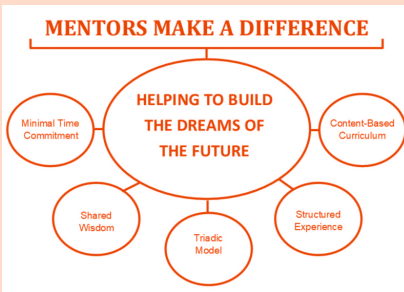 MENTORS MAKE A DIFFERENCE
HELPING TO BUILD
THE DREAMS OF
THE FUTURE
Minimal Time
Commitment
Content-Based
Curriculum
Shared
Wisdom
Triadic
Model
Structured
Experience